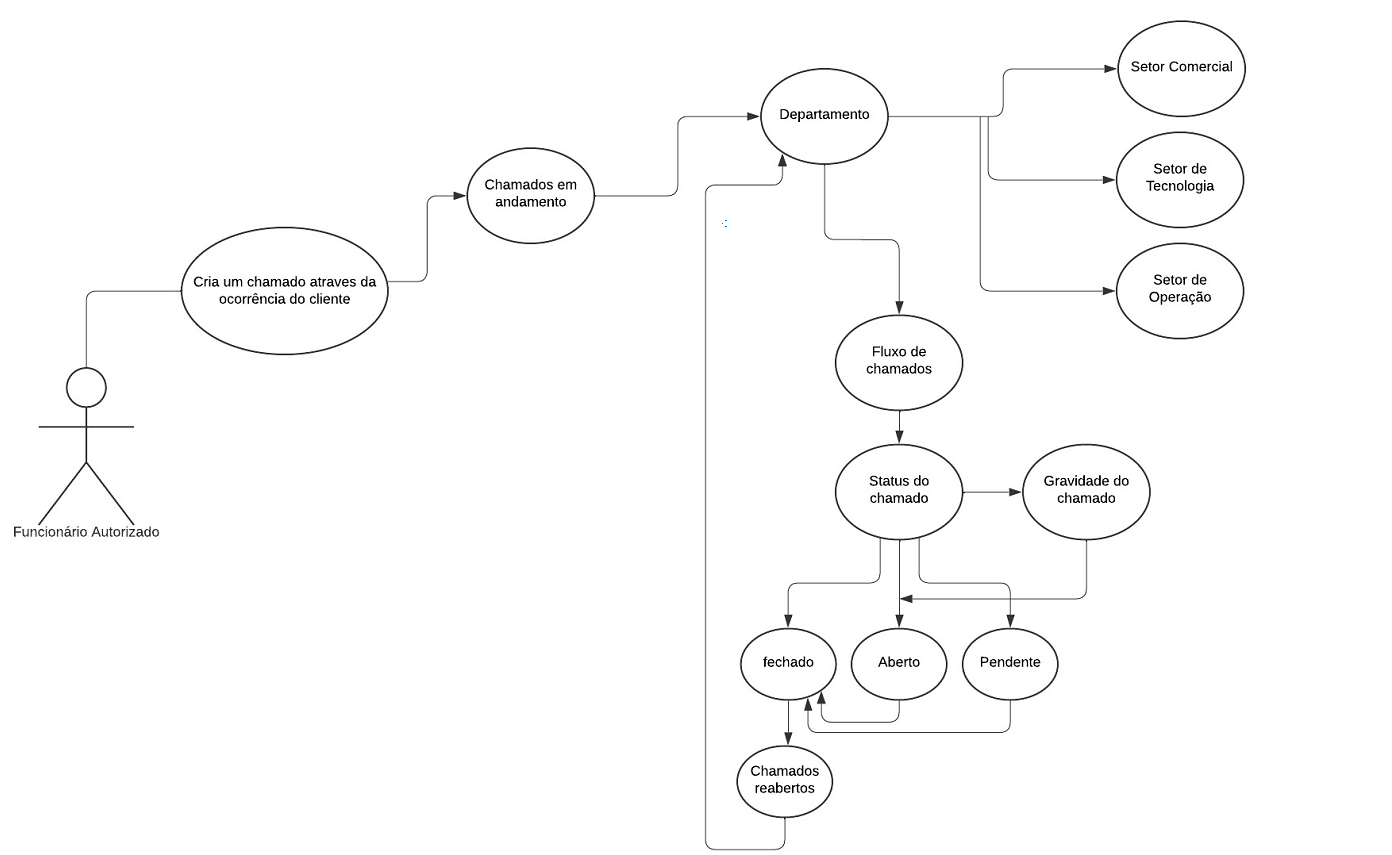 Setor Comercial
Departamento
Setor de
Tecnologia
Chamados em
andamento
Cria um chamado atraves da
ocorrência do cliente
Setor de
Operação
Fluxo de
chamados
Funcionário Autorizado
Status do
chamado
Gravidade do
chamado
fechado
Aberto
Pendente
Chamados
reabertos